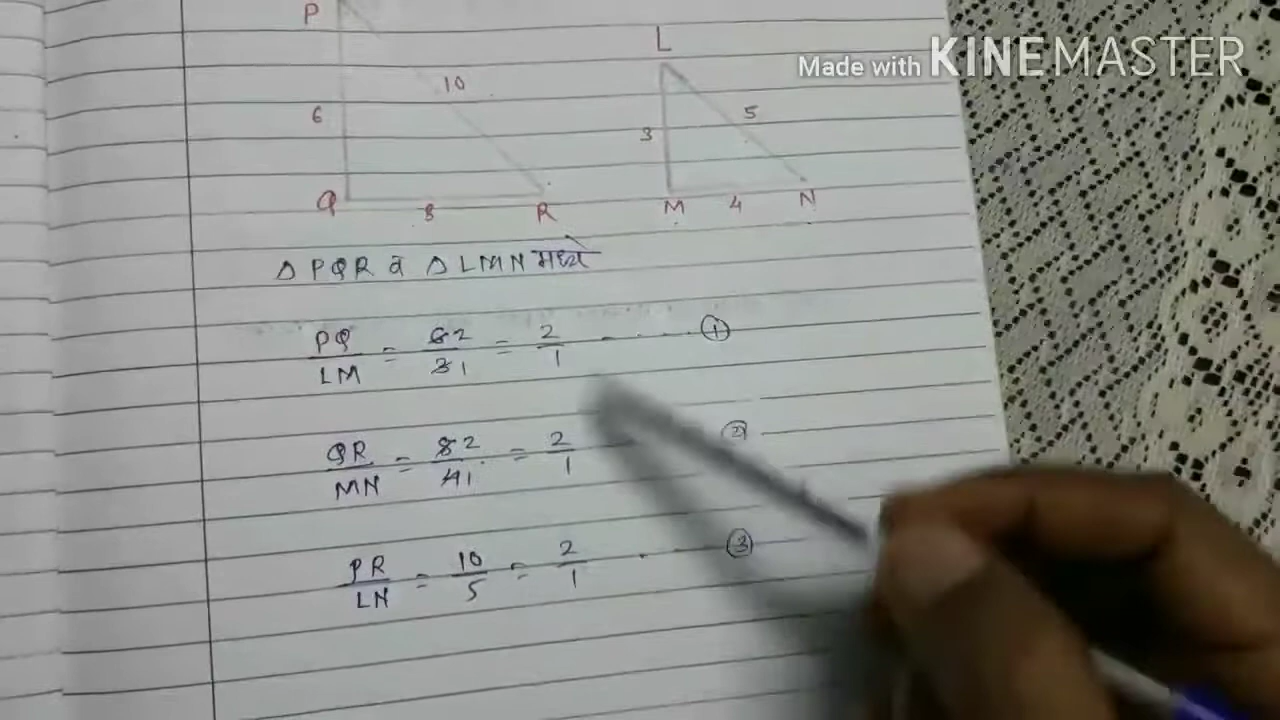 Made with KINEMASTER
P
L
10
6
5
3
Q
8
R
M
4
N
Δ PQR व Δ LMN मध्ये
PQ/LM = 6 2/3 1 = 2/1 - - - - - ①
QR/MN = 8 2/4 1 = 2/1 - - ②
PR/LN = 10/5 = 2/1 - - ③